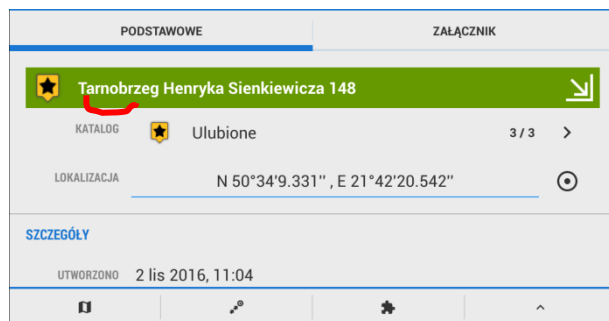 PODSTAWOWE ZAŁĄCZNIK
Tarnobrzeg Henryka Sienkiewicza 148
KATALOG Ulubione 3 / 3
LOKALIZACJA N 50°34'9.331'' , E 21°42'20.542''
SZCZEGÓŁY
UTWORZONO 2 lis 2016, 11:04